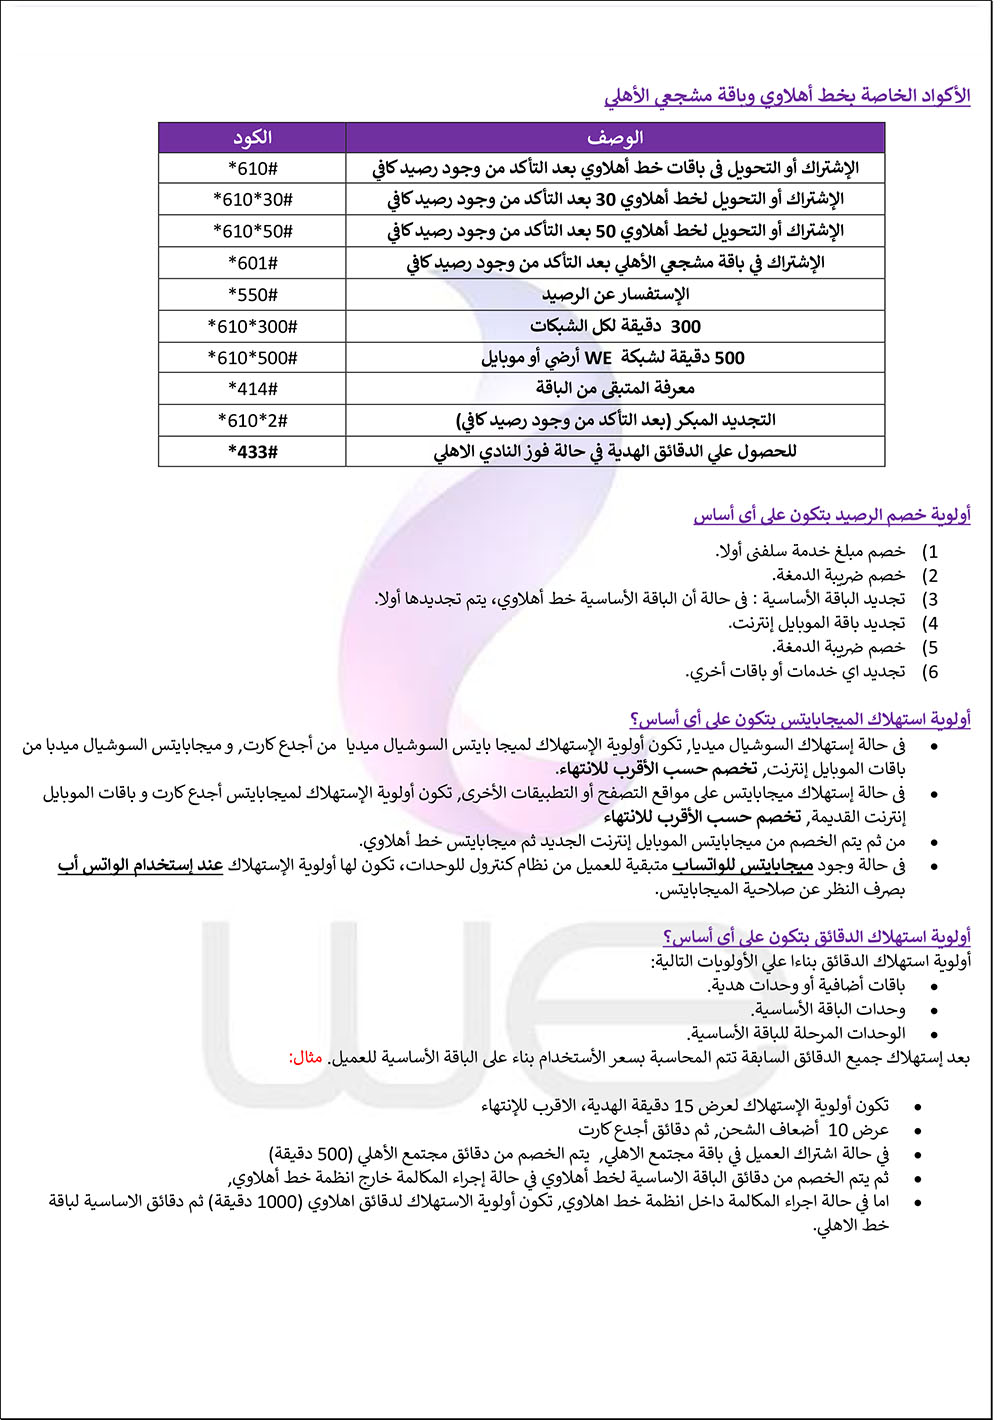 الأكواد الخاصة بخط أهلاوي وباقة مشجعي الأهلي
الوصف الكود
الإشتراك أو التحويل فى باقات خط أهلاوي بعد التأكد من وجود رصيد كافي *610#
الإشتراك أو التحويل لخط أهلاوي 30 بعد التأكد من وجود رصيد كافي *610*30#
الإشتراك أو التحويل لخط أهلاوي 50 بعد التأكد من وجود رصيد كافي *610*50#
الإشتراك في باقة مشجعي الأهلي بعد التأكد من وجود رصيد كافي *601#
الإستفسار عن الرصيد *550#
300 دقيقة لكل الشبكات *610*300#
500 دقيقة لشبكة WE أرضي أو موبايل *610*500#
معرفة المتبقى من الباقة *414#
التجديد المبكر (بعد التأكد من وجود رصيد كافي) *610*2#
للحصول علي الدقائق الهدية في حالة فوز النادي الاهلي *433#
أولوية خصم الرصيد بتكون على أى أساس
1) خصم مبلغ خدمة سلفنى أولا.
2) خصم ضريبة الدمغة.
3) تجديد الباقة الأساسية : فى حالة أن الباقة الأساسية خط أهلاوي، يتم تجديدها أولا.
4) تجديد باقة الموبايل إنترنت.
5) خصم ضريبة الدمغة.
6) تجديد اي خدمات أو باقات أخري.
أولوية استهلاك الميجابايتس بتكون على أى أساس؟
• فى حالة إستهلاك السوشيال ميديا, تكون أولوية الإستهلاك لميجا بايتس السوشيال ميديا من أجدع كارت, و ميجابايتس السوشيال ميدبا من
باقات الموبايل إنترنت, تخصم حسب الأقرب للانتهاء.
• فى حالة إستهلاك ميجابايتس على مواقع التصفح أو التطبيقات الأخرى, تكون أولوية الإستهلاك لميجابايتس أجدع كارت و باقات الموبايل
إنترنت القديمة, تخصم حسب الأقرب للانتهاء
• من ثم يتم الخصم من ميجابايتس الموبايل إنترنت الجديد ثم ميجابايتس خط أهلاوي.
• فى حالة وجود ميجابايتس للواتساب متبقية للعميل من نظام كنترول للوحدات، تكون لها أولوية الإستهلاك عند إستخدام الواتس أب
بصرف النظر عن صلاحية الميجابايتس.
أولوية استهلاك الدقائق بتكون على أى أساس؟
أولوية استهلاك الدقائق بناءا علي الأولويات التالية:
• باقات أضافية أو وحدات هدية.
• وحدات الباقة الأساسية.
• الوحدات المرحلة للباقة الأساسية.
بعد إستهلاك جميع الدقائق السابقة تتم المحاسبة بسعر الأستخدام بناء على الباقة الأساسية للعميل. مثال:
• تكون أولوية الإستهلاك لعرض 15 دقيقة الهدية، الاقرب للإنتهاء
• عرض 10 أضعاف الشحن, ثم دقائق أجدع كارت
• في حالة اشتراك العميل في باقة مجتمع الاهلي, يتم الخصم من دقائق مجتمع الأهلي (500 دقيقة)
• ثم يتم الخصم من دقائق الباقة الاساسية لخط أهلاوي في حالة إجراء المكالمة خارج انظمة خط أهلاوي,
• اما في حالة اجراء المكالمة داخل انظمة خط اهلاوي, تكون أولوية الاستهلاك لدقائق اهلاوي (1000 دقيقة) ثم دقائق الاساسية لباقة
خط الاهلي.
we